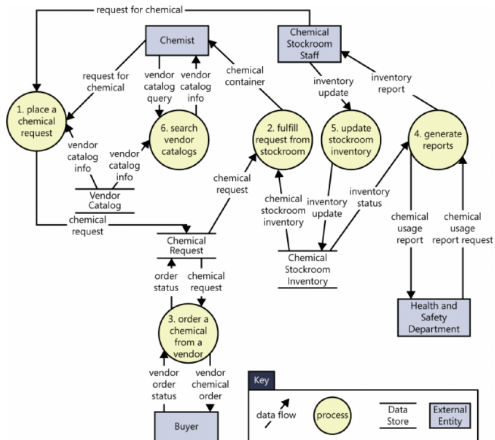 request for chemical
Chemist
Chemical
Stockroom
Staff
request for
chemical
vendor
catalog
query
vendor
catalog
info
chemical
container
inventory
update
inventory
report
1. place a
chemical
request
6. search
vendor
catalogs
2. fulfill
request from
stockroom
5. update
stockroom
inventory
4. generate
reports
vendor
catalog
info
vendor
catalog
info
Vendor
Catalog
chemical
request
chemical
request
chemical
stockroom
inventory
inventory
update
inventory
status
chemical
usage
report
chemical
usage
report request
Chemical
Request
Chemical
Stockroom
Inventory
order
status
chemical
request
Health and
Safety
Department
3. order a
chemical
from a
vendor
vendor
order
status
vendor
chemical
order
Buyer
Key
data flow
process
Data
Store
External
Entity